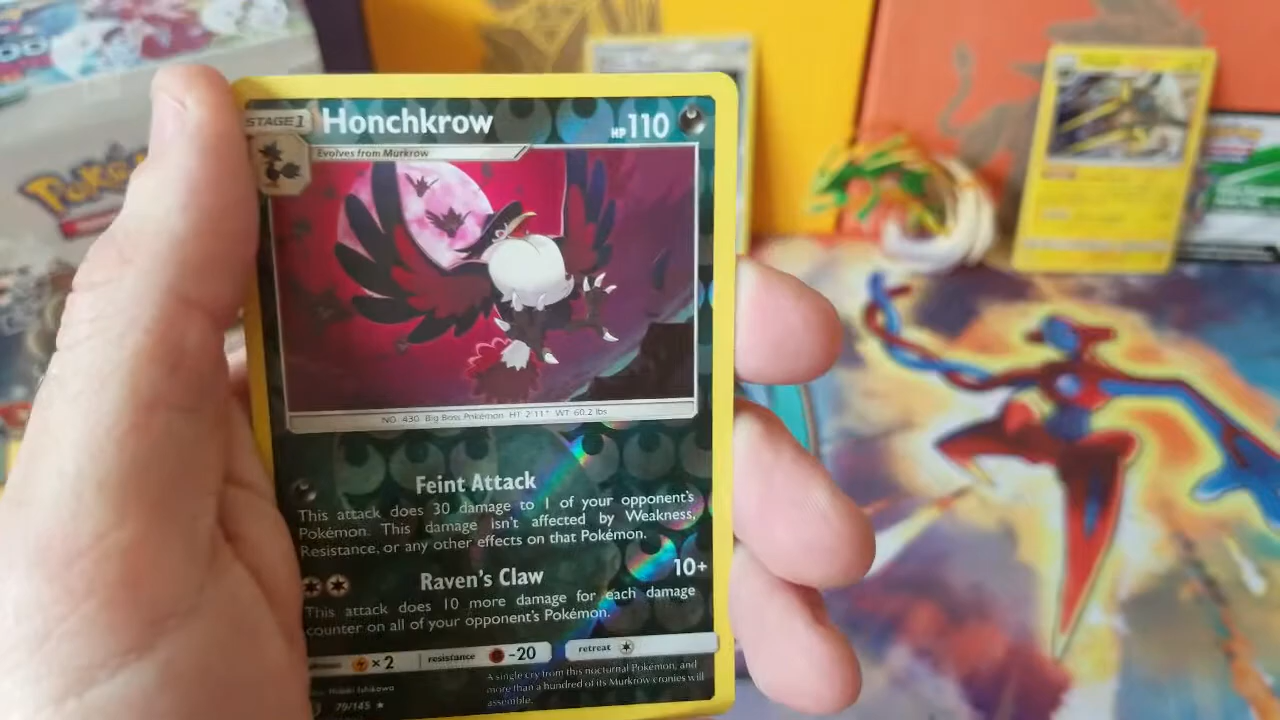 STAGE 1
Honchkrow
HP 110
Evolves from Murkrow
NO. 430 Big Boss Pokémon HT 2'11" WT 60.2 lbs
Feint Attack
This attack does 30 damage to 1 of your opponent's
Pokémon. This damage isn't affected by Weakness,
Resistance, or any other effects on that Pokémon.
Raven's Claw 10+
This attack does 10 more damage for each damage
counter on all of your opponent's Pokémon.
×2 resistance -20 retreat
A single cry from this nocturnal Pokémon, and
more than a hundred of its Murkrow cronies will
assemble.
Ishikawa
79/145